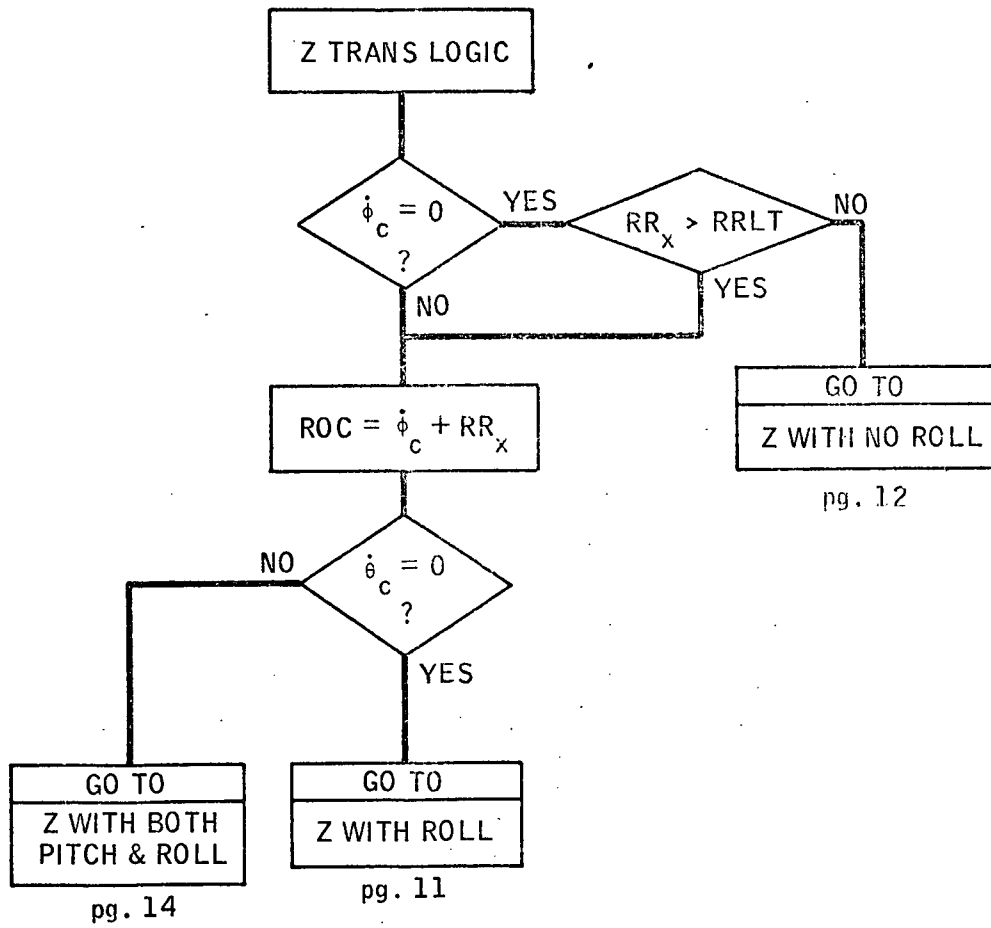 Z TRANS LOGIC
φ̇c = 0
?
YES
NO
RRx > RRLT
NO
YES
GO TO
Z WITH NO ROLL
pg. 12
ROC = φ̇c + RRx
θ̇c = 0
?
NO
YES
GO TO
Z WITH BOTH
PITCH & ROLL
pg. 14
GO TO
Z WITH ROLL
pg. 11